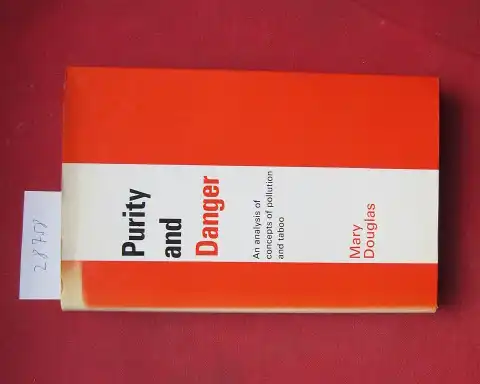 Purity
and
Danger
An analysis of
concepts of pollution
and taboo
Mary
Douglas